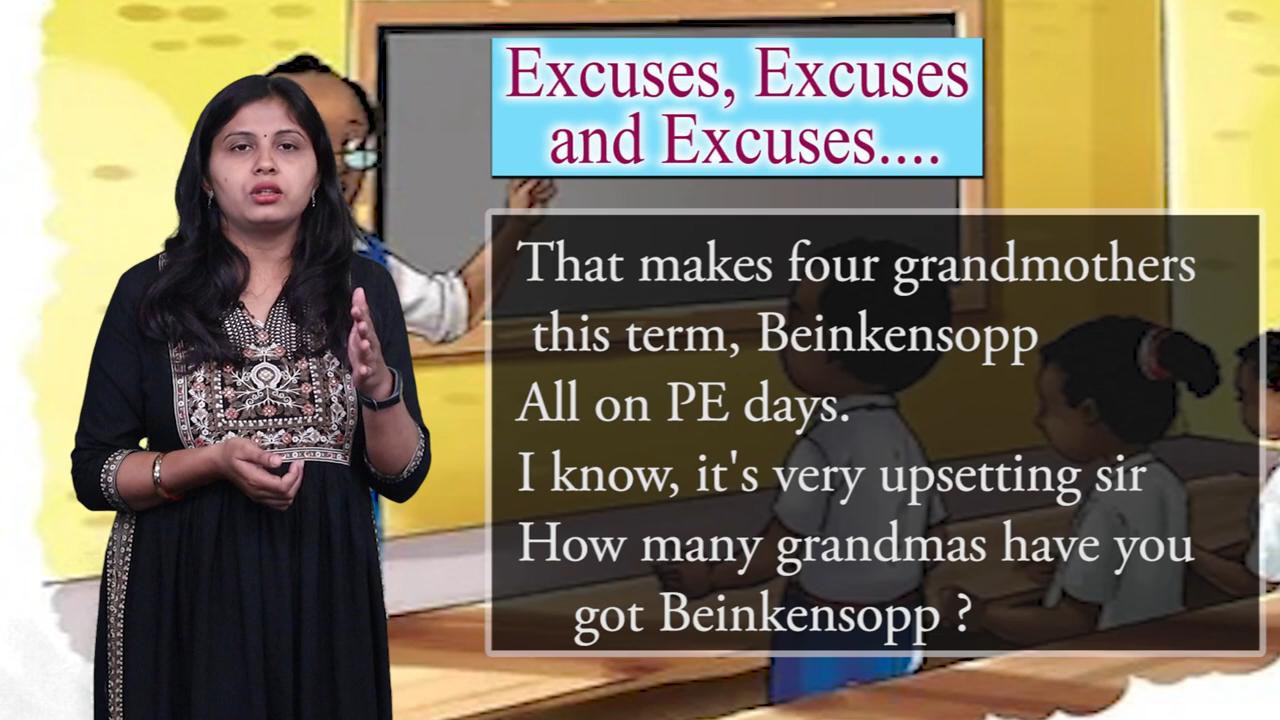 Excuses, Excuses
and Excuses....
That makes four grandmothers
this term, Beinkensopp
All on PE days.
I know, it's very upsetting sir
How many grandmas have you
got Beinkensopp ?